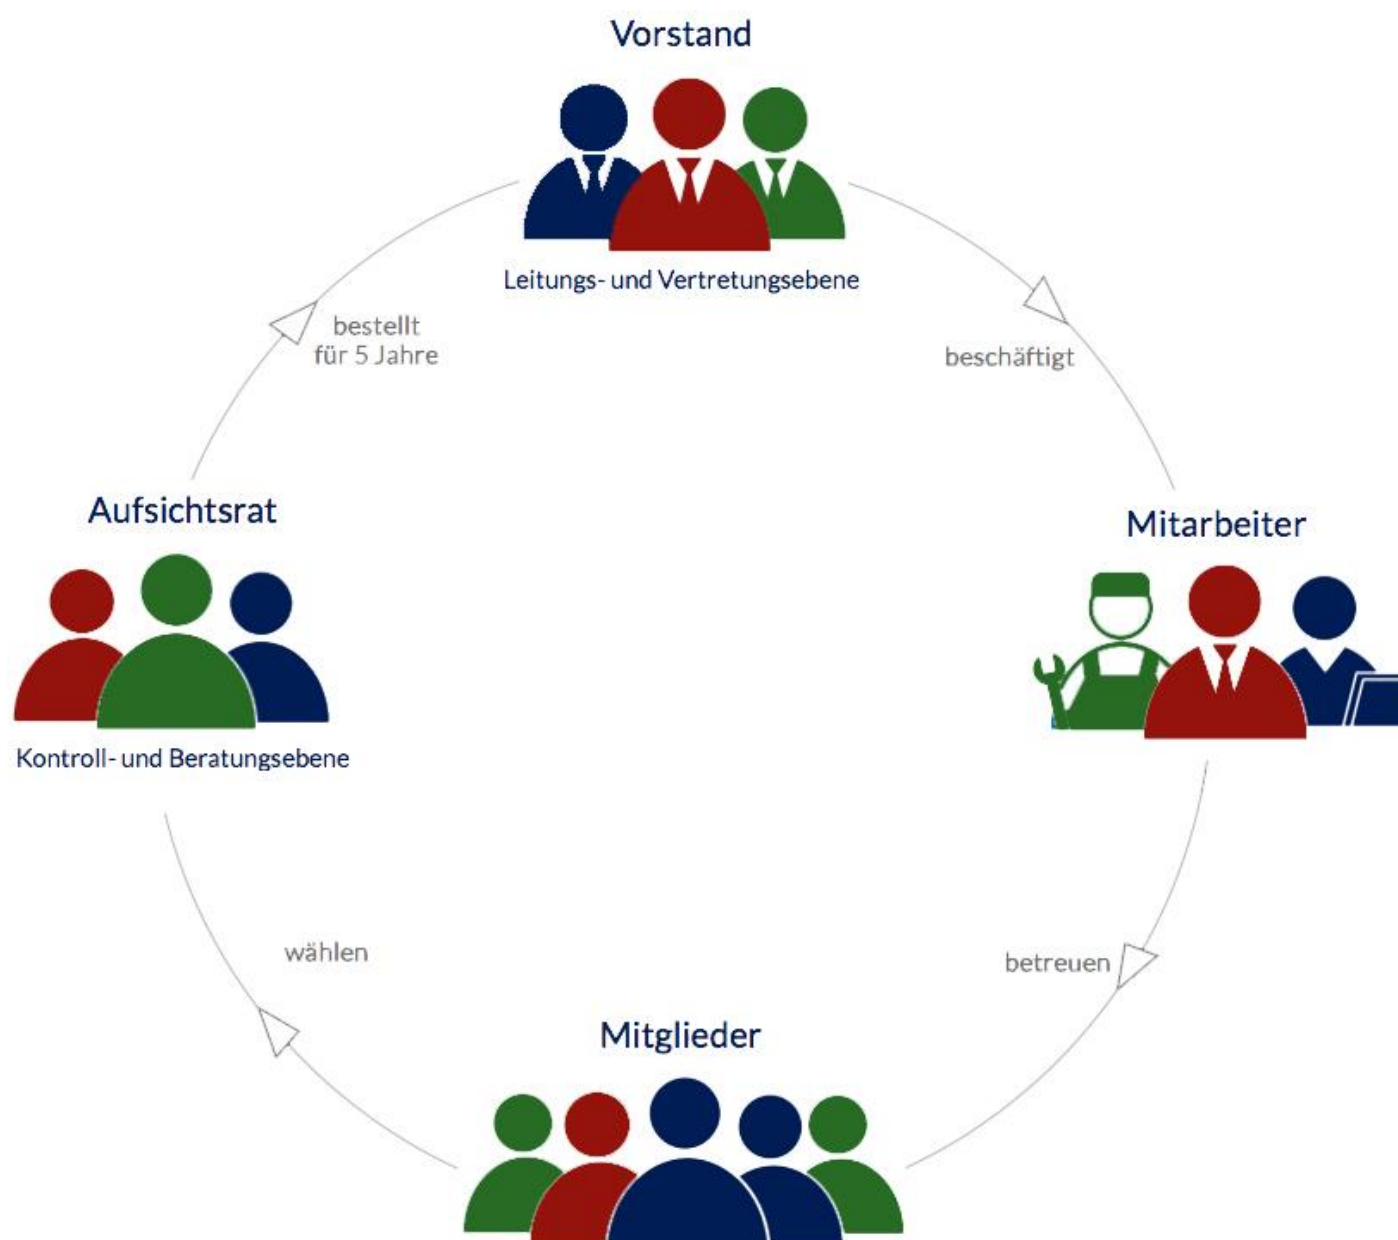 Vorstand
Leitungs- und Vertretungsebene
bestellt
für 5 Jahre
beschäftigt
Aufsichtsrat
Mitarbeiter
Kontroll- und Beratungsebene
wählen
betreuen
Mitglieder